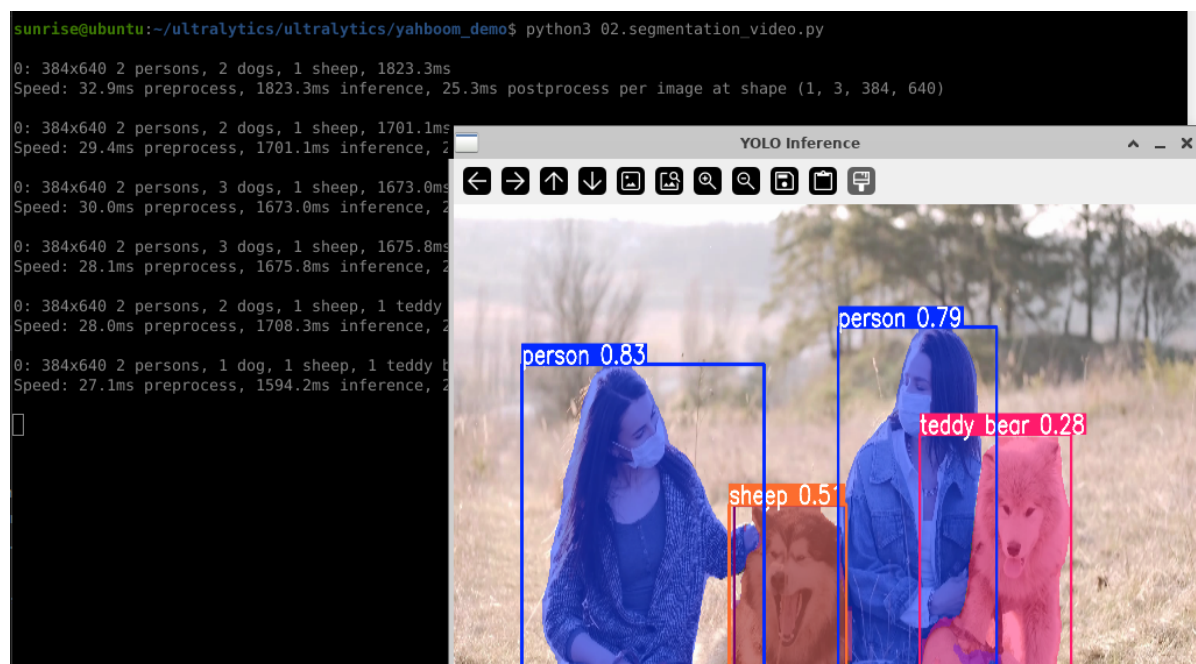 sunrise@ubuntu:~/ultralytics/ultralytics/yahboom_demo$ python3 02.segmentation_video.py
0: 384x640 2 persons, 2 dogs, 1 sheep, 1823.3ms
Speed: 32.9ms preprocess, 1823.3ms inference, 25.3ms postprocess per image at shape (1, 3, 384, 640)
0: 384x640 2 persons, 2 dogs, 1 sheep, 1701.1ms
Speed: 29.4ms preprocess, 1701.1ms inference, 2
0: 384x640 2 persons, 3 dogs, 1 sheep, 1673.0ms
Speed: 30.0ms preprocess, 1673.0ms inference, 2
0: 384x640 2 persons, 3 dogs, 1 sheep, 1675.8ms
Speed: 28.1ms preprocess, 1675.8ms inference, 2
0: 384x640 2 persons, 2 dogs, 1 sheep, 1 teddy
Speed: 28.0ms preprocess, 1708.3ms inference, 2
0: 384x640 2 persons, 1 dog, 1 sheep, 1 teddy b
Speed: 27.1ms preprocess, 1594.2ms inference, 2
YOLO Inference
person 0.79
person 0.83
teddy bear 0.28
sheep 0.51